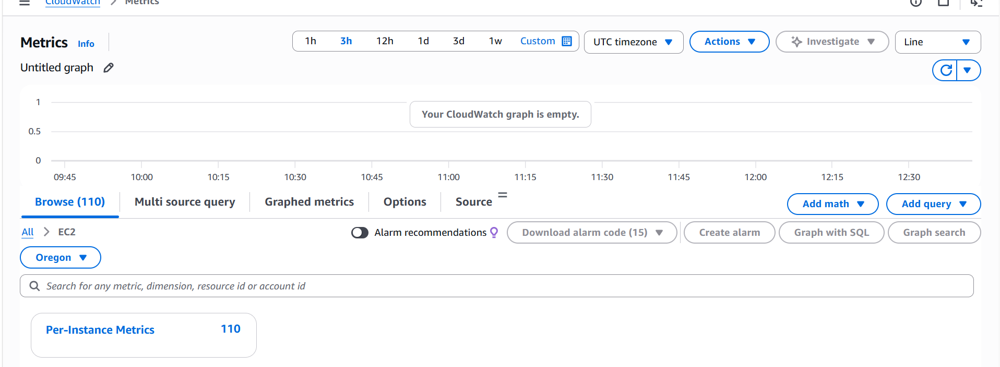 CloudWatch > Metrics
Metrics Info
1h 3h 12h 1d 3d 1w Custom
UTC timezone
Actions
Investigate
Line
Untitled graph
1
Your CloudWatch graph is empty.
0.5
0
09:45 10:00 10:15 10:30 10:45 11:00 11:15 11:30 11:45 12:00 12:15 12:30
Browse (110) Multi source query Graphed metrics Options Source
Add math Add query
All > EC2
Alarm recommendations
Download alarm code (15) Create alarm Graph with SQL Graph search
Oregon
Search for any metric, dimension, resource id or account id
Per-Instance Metrics 110